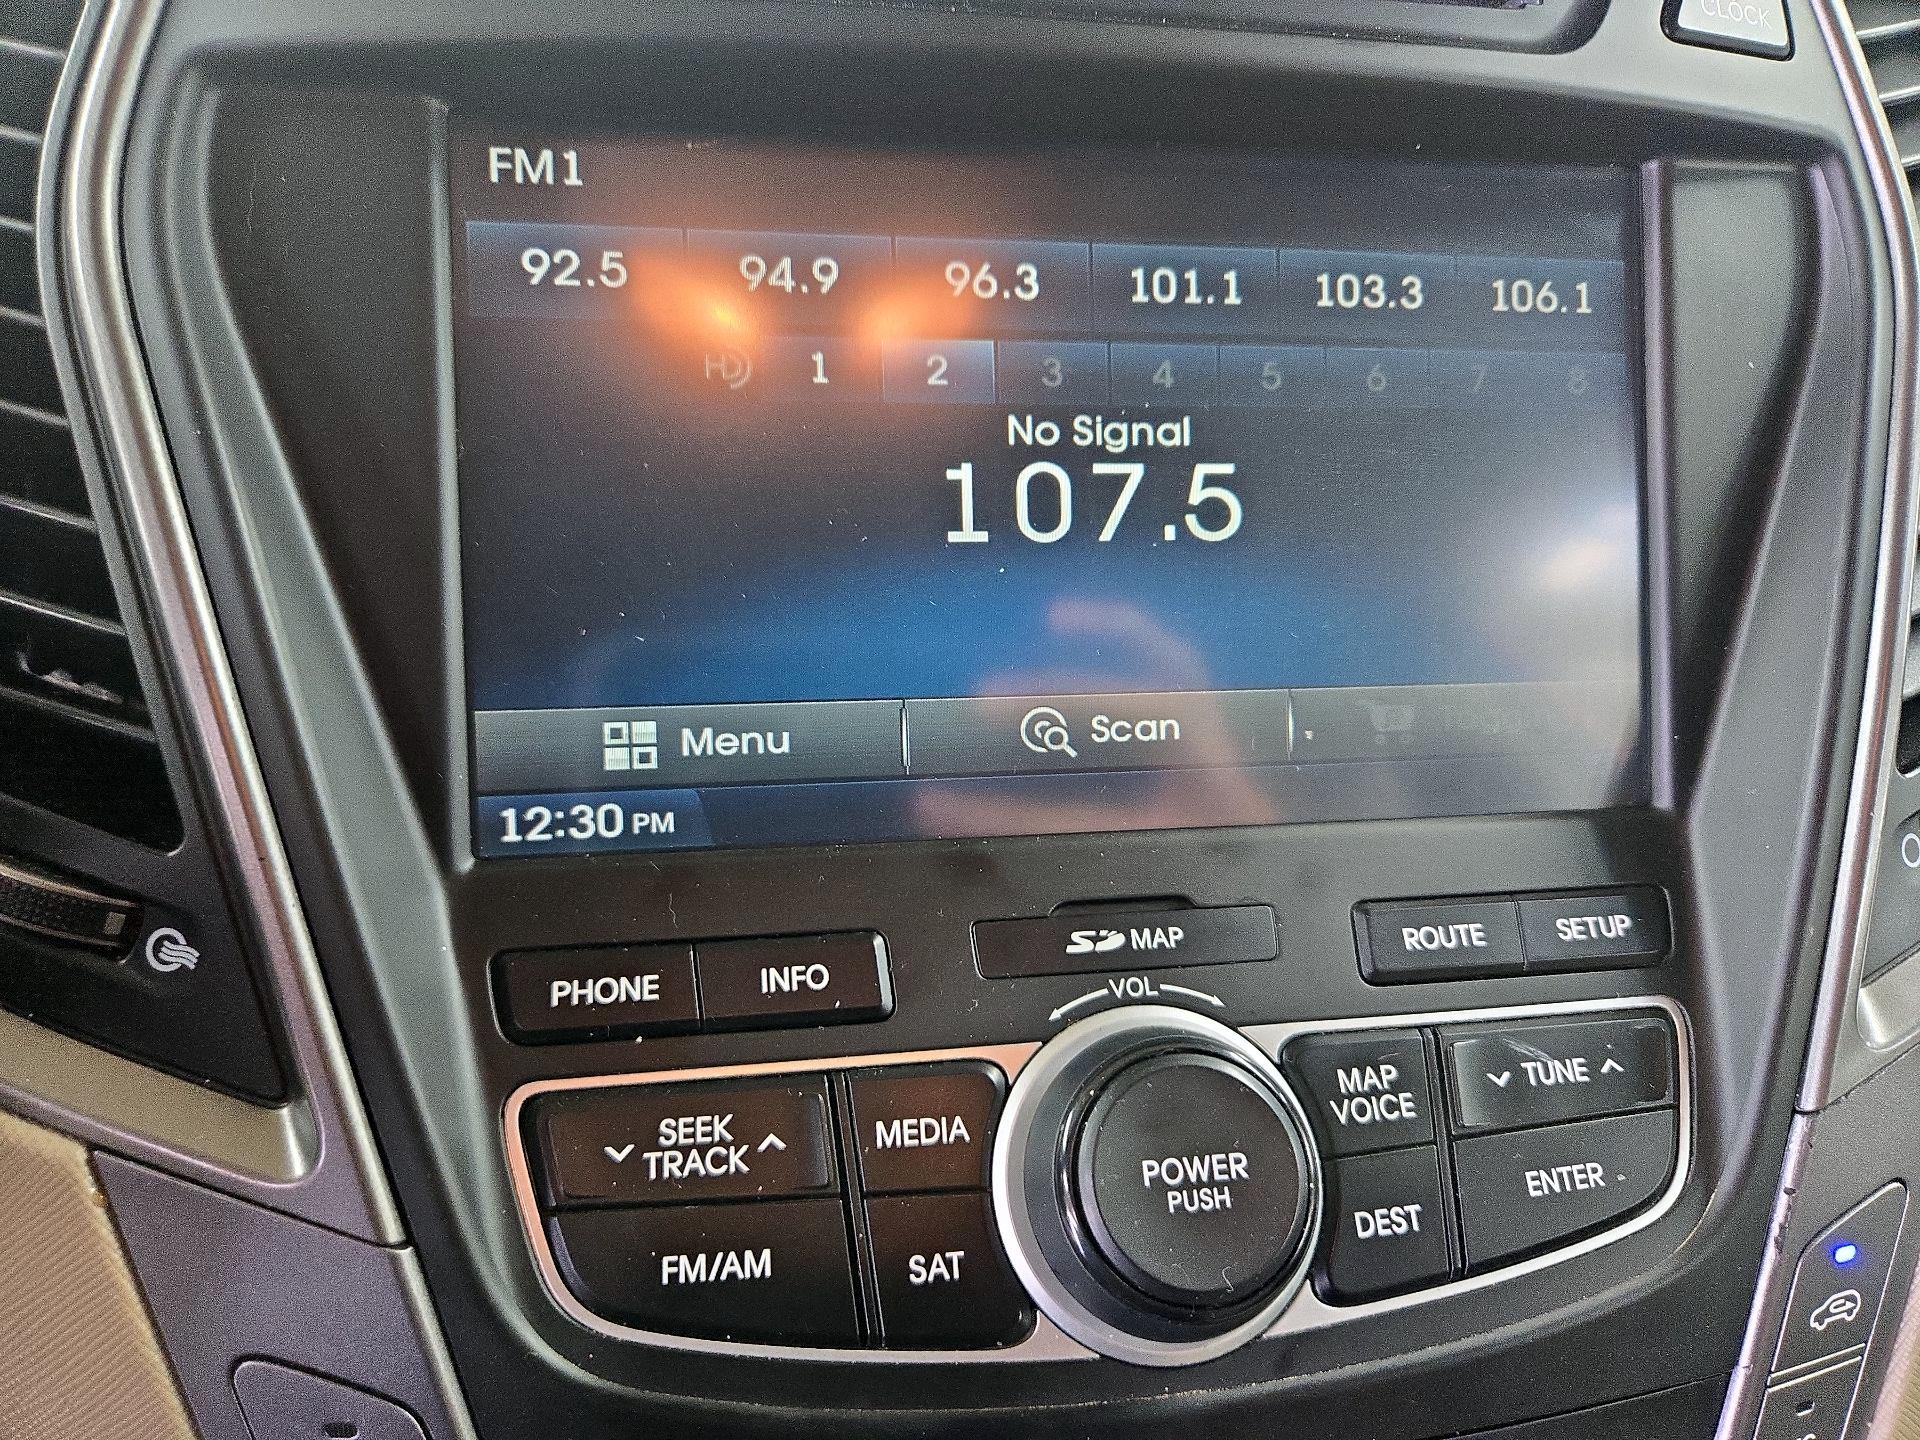 CLOCK
FM1
92.5 94.9 96.3 101.1 103.3 106.1
HD 1 2 3 4 5 6 7 8
No Signal
107.5
Menu Scan
12:30 PM
PHONE INFO
SD MAP
ROUTE SETUP
VOL
SEEK
TRACK
MEDIA
FM/AM
SAT
POWER
PUSH
MAP
VOICE
TUNE
DEST
ENTER